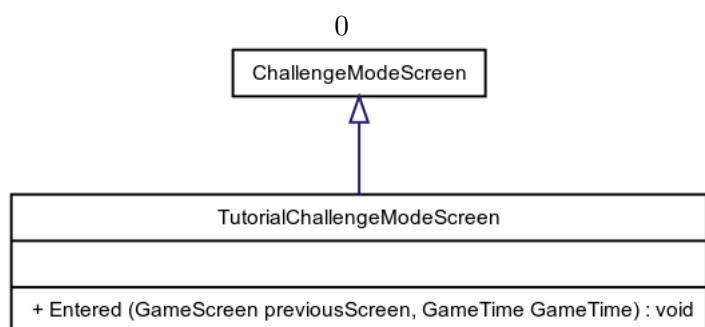 0
ChallengeModeScreen
TutorialChallengeModeScreen
+ Entered (GameScreen previousScreen, GameTime GameTime) : void